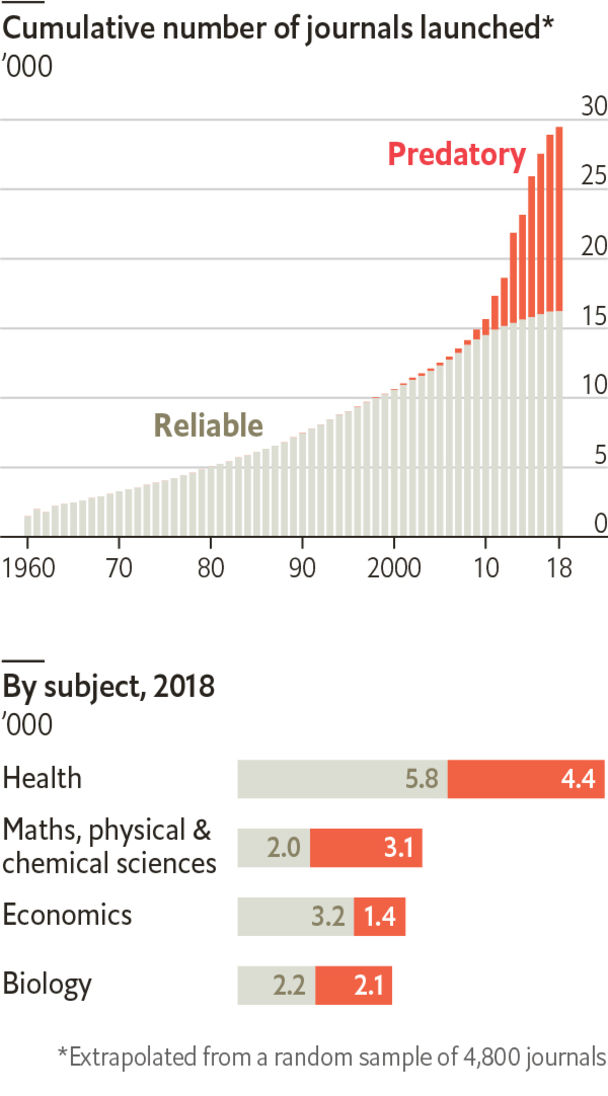 Cumulative number of journals launched*
’000
30
Predatory
25
20
15
10
Reliable
5
0
1960 70 80 90 2000 10 18
By subject, 2018
’000
Health 5.8 4.4
Maths, physical &
chemical sciences 2.0 3.1
Economics 3.2 1.4
Biology 2.2 2.1
*Extrapolated from a random sample of 4,800 journals